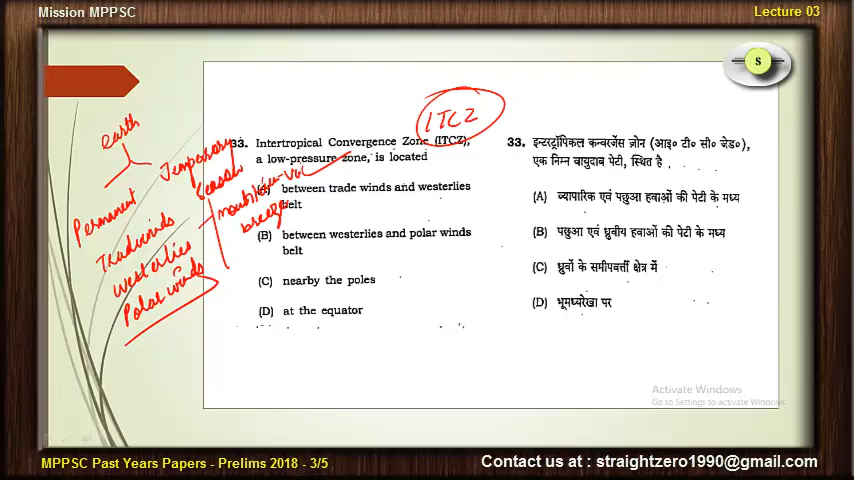 Mission MPPSC
Lecture 03
S
ITCZ
earth
Permanent
Temporary
Tradwinds
Westerlies
Polar winds
breeze
33. Intertropical Convergence Zone (ITCZ),
a low-pressure zone, is located
(A) between trade winds and westerlies
belt
(B) between westerlies and polar winds
belt
(C) nearby the poles
(D) at the equator
33. इन्टरट्रॉपिकल कन्वर्जेंस ज़ोन (आइ० टी० सी० जेड०),
एक निम्न वायुदाब पेटी, स्थित है
(A) व्यापारिक एवं पछुआ हवाओं की पेटी के मध्य
(B) पछुआ एवं ध्रुवीय हवाओं की पेटी के मध्य
(C) ध्रुवों के समीपवर्त्ती क्षेत्र में
(D) भूमध्यरेखा पर
Activate Windows
Go to Settings to activate Windows.
MPPSC Past Years Papers - Prelims 2018 - 3/5
Contact us at : straightzero1990@gmail.com